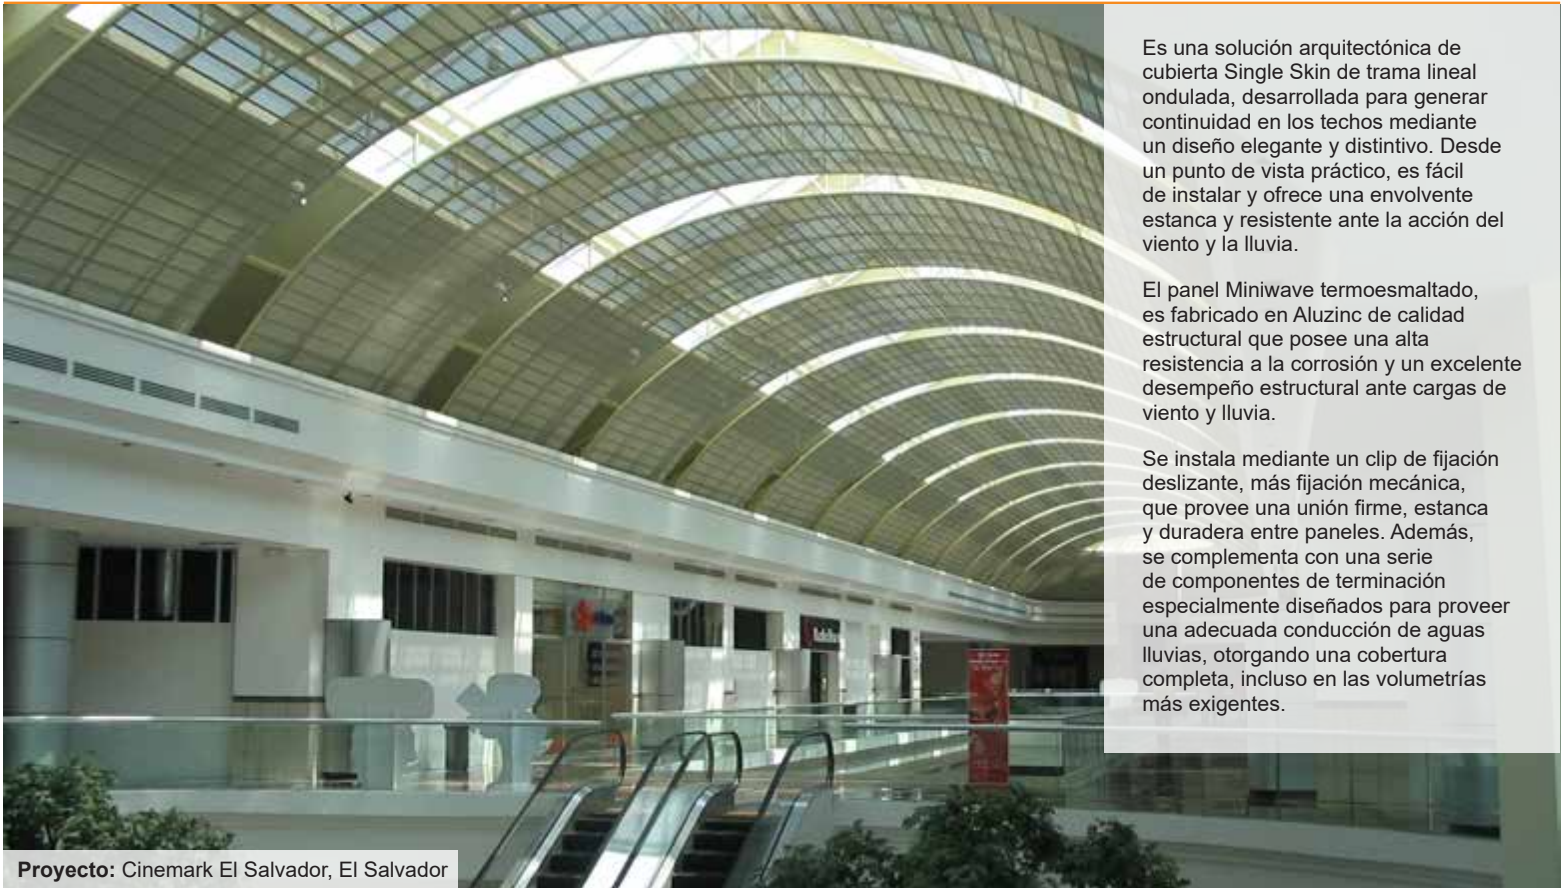 Es una solución arquitectónica de
cubierta Single Skin de trama lineal
ondulada, desarrollada para generar
continuidad en los techos mediante
un diseño elegante y distintivo. Desde
un punto de vista práctico, es fácil
de instalar y ofrece una envolvente
estanca y resistente ante la acción del
viento y la lluvia.
El panel Miniwave termoesmaltado,
es fabricado en Aluzinc de calidad
estructural que posee una alta
resistencia a la corrosión y un excelente
desempeño estructural ante cargas de
viento y lluvia.
Se instala mediante un clip de fijación
deslizante, más fijación mecánica,
que provee una unión firme, estanca
y duradera entre paneles. Además,
se complementa con una serie
de componentes de terminación
especialmente diseñados para proveer
una adecuada conducción de aguas
lluvias, otorgando una cobertura
completa, incluso en las volumetrías
más exigentes.
Proyecto: Cinemark El Salvador, El Salvador